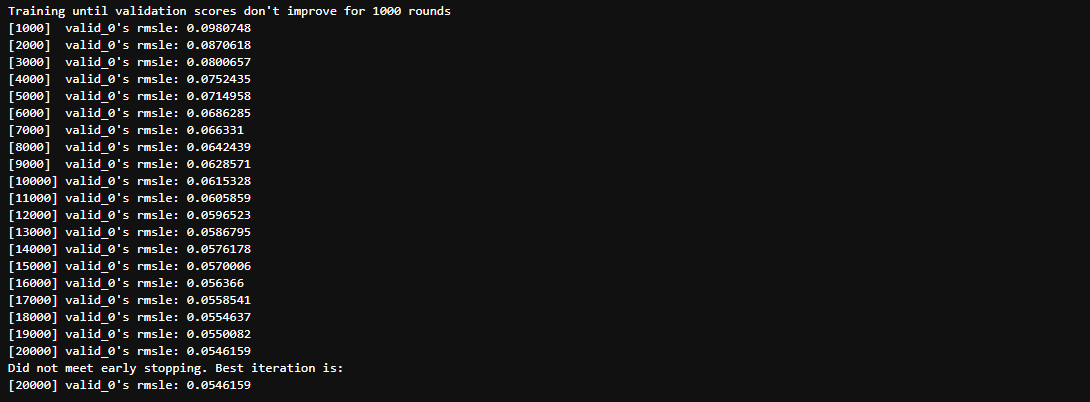 Training until validation scores don't improve for 1000 rounds
[1000]  valid_0's rmsle: 0.0980748
[2000]  valid_0's rmsle: 0.0870618
[3000]  valid_0's rmsle: 0.0800657
[4000]  valid_0's rmsle: 0.0752435
[5000]  valid_0's rmsle: 0.0714958
[6000]  valid_0's rmsle: 0.0686285
[7000]  valid_0's rmsle: 0.066331
[8000]  valid_0's rmsle: 0.0642439
[9000]  valid_0's rmsle: 0.0628571
[10000] valid_0's rmsle: 0.0615328
[11000] valid_0's rmsle: 0.0605859
[12000] valid_0's rmsle: 0.0596523
[13000] valid_0's rmsle: 0.0586795
[14000] valid_0's rmsle: 0.0576178
[15000] valid_0's rmsle: 0.0570006
[16000] valid_0's rmsle: 0.056366
[17000] valid_0's rmsle: 0.0558541
[18000] valid_0's rmsle: 0.0554637
[19000] valid_0's rmsle: 0.0550082
[20000] valid_0's rmsle: 0.0546159
Did not meet early stopping. Best iteration is:
[20000] valid_0's rmsle: 0.0546159